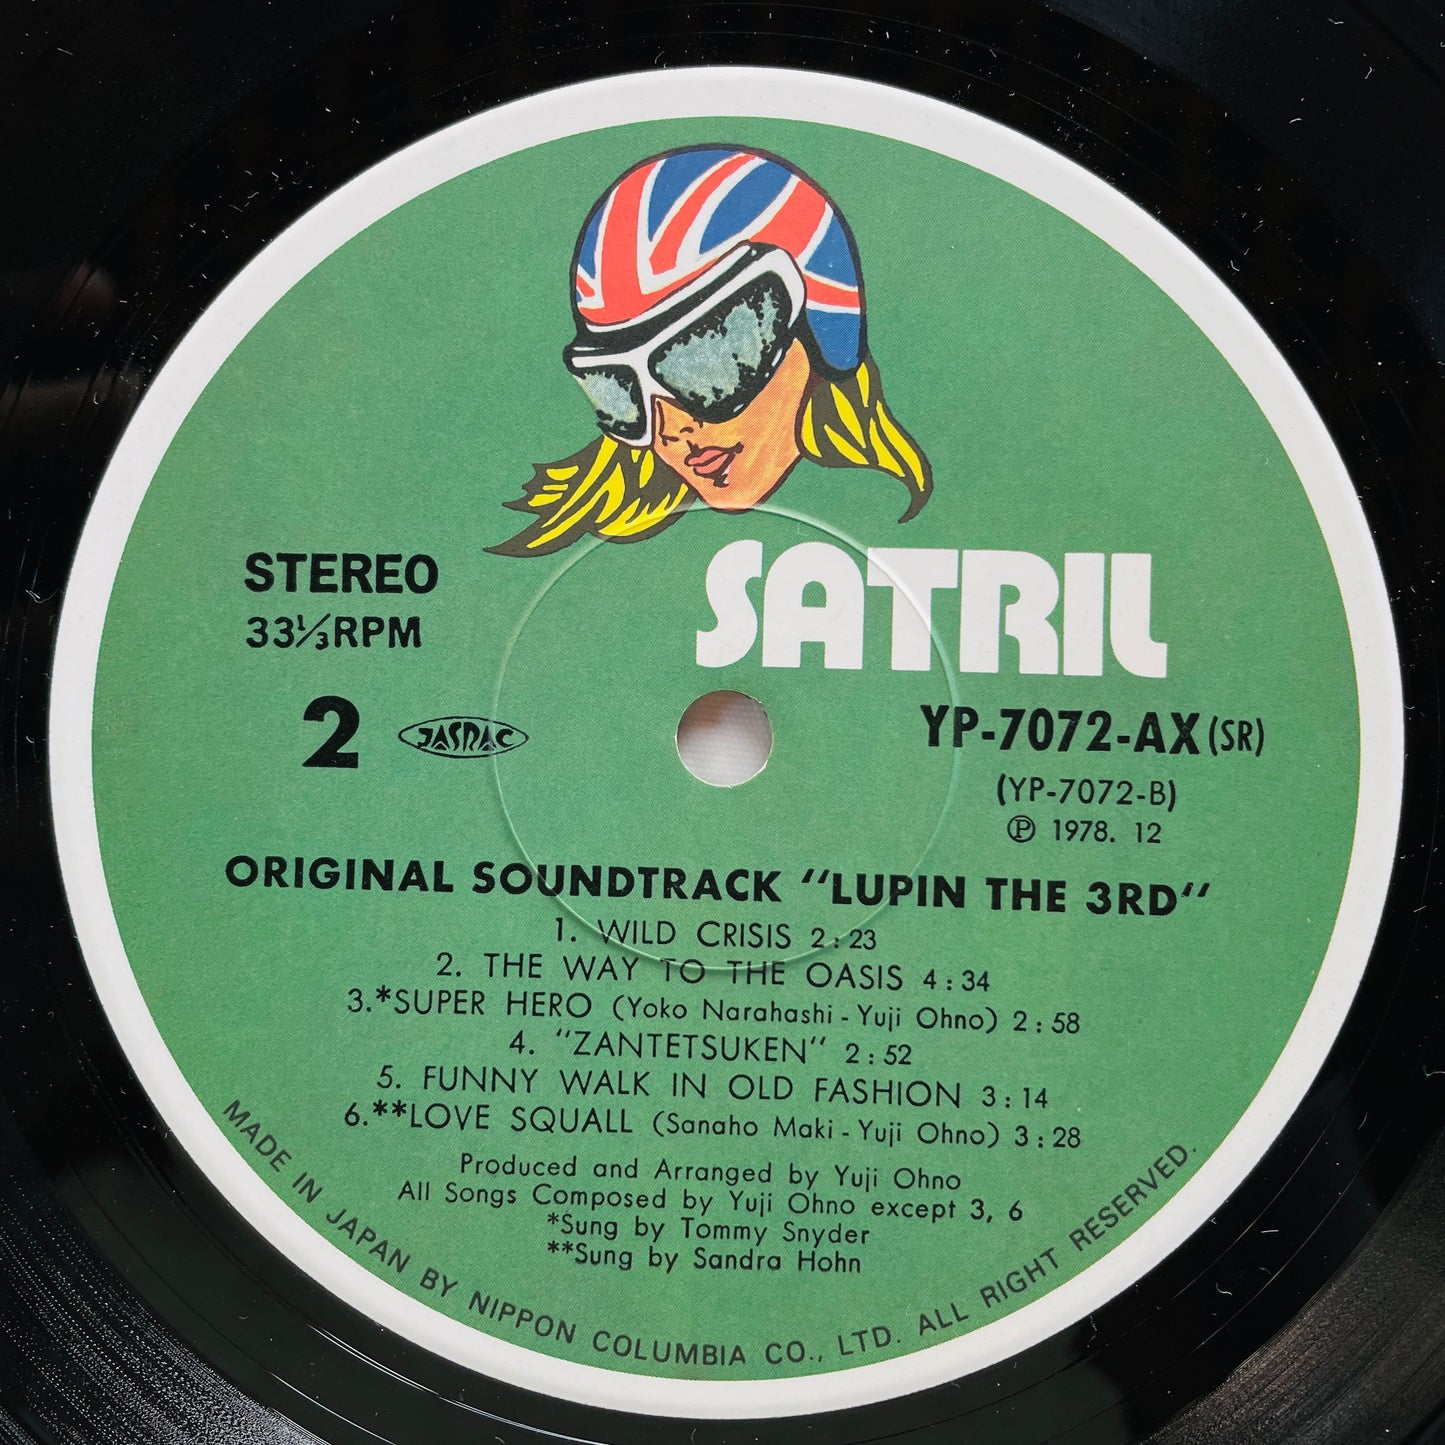 SATRIL
STEREO
33⅓RPM
2 JASRAC
YP-7072-AX(SR)
(YP-7072-B)
Ⓟ 1978. 12
ORIGINAL SOUNDTRACK "LUPIN THE 3RD"
1. WILD CRISIS 2:23
2. THE WAY TO THE OASIS 4:34
3.*SUPER HERO (Yoko Narahashi-Yuji Ohno) 2:58
4. "ZANTETSUKEN" 2:52
5. FUNNY WALK IN OLD FASHION 3:14
6.**LOVE SQUALL (Sanaho Maki-Yuji Ohno) 3:28
Produced and Arranged by Yuji Ohno
All Songs Composed by Yuji Ohno except 3, 6
*Sung by Tommy Snyder
**Sung by Sandra Hohn
MADE IN JAPAN BY NIPPON COLUMBIA CO., LTD. ALL RIGHT RESERVED.